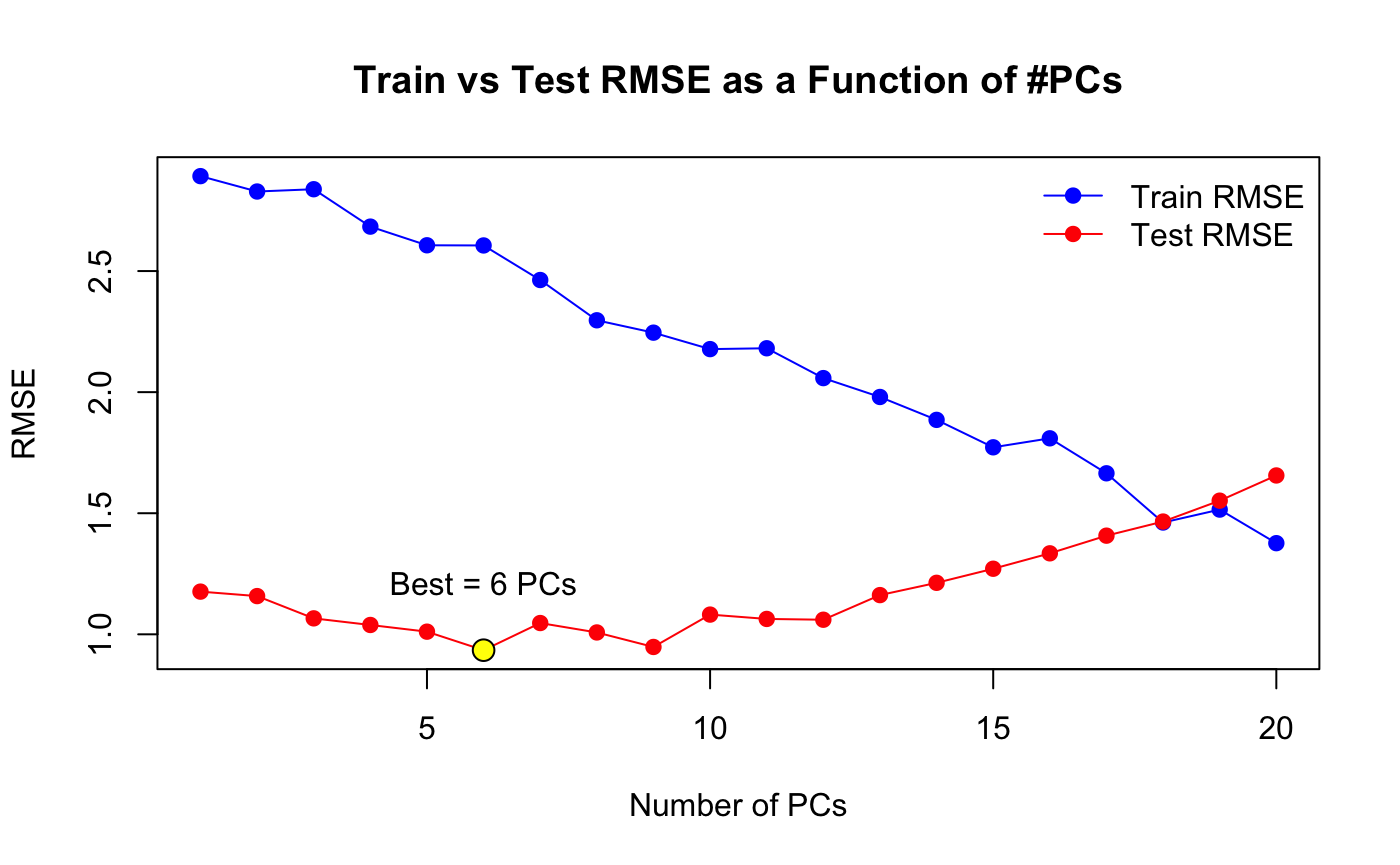 Train vs Test RMSE as a Function of #PCs
Train RMSE
Test RMSE
RMSE
2.5
2.0
1.5
1.0
Best = 6 PCs
5
10
15
20
Number of PCs